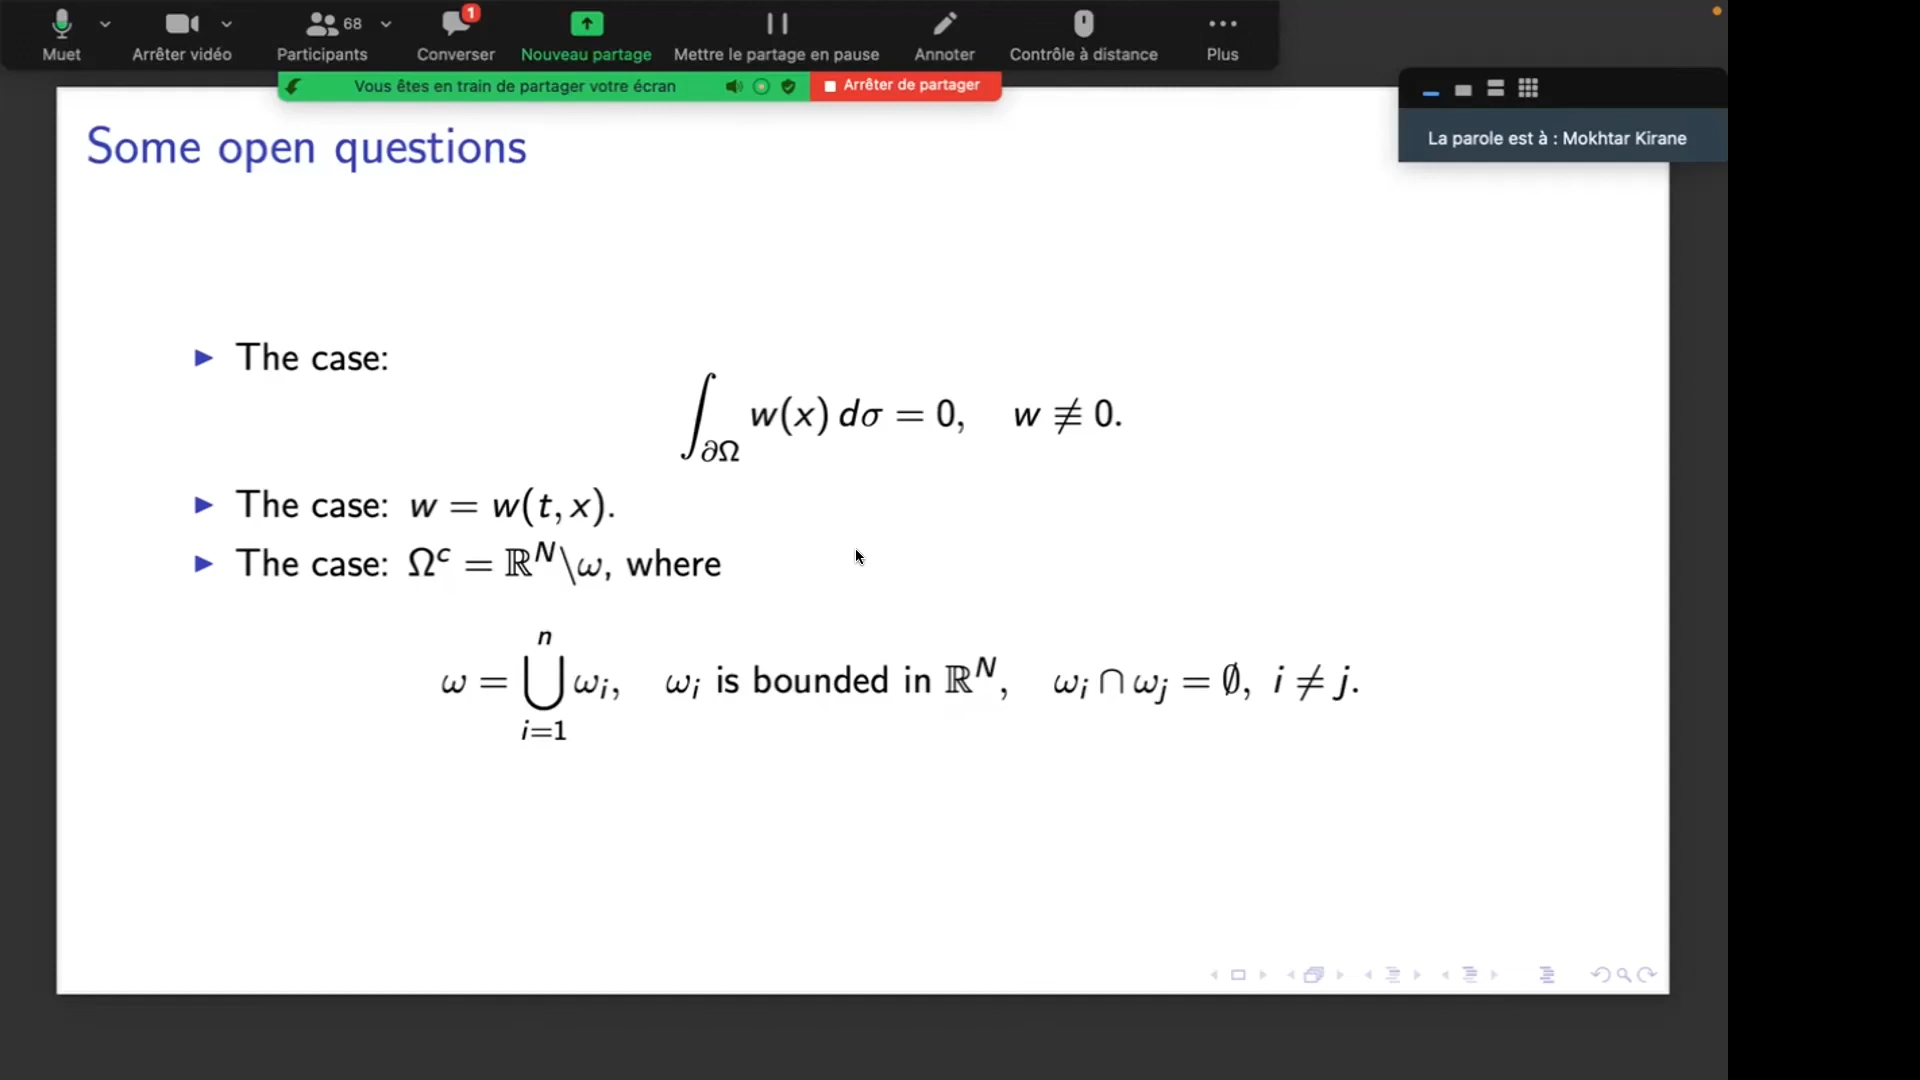 Muet
Arrêter vidéo
68
Participants
1
Converser
Nouveau partage
Mettre le partage en pause
Annoter
Contrôle à distance
Plus
Vous êtes en train de partager votre écran
Arrêter de partager
La parole est à : Mokhtar Kirane
Some open questions
The case:
∫_{∂Ω} w(x) dσ = 0, w ≢ 0.
The case: w = w(t, x).
The case: Ω^c = ℝ^N\ω, where
ω = ⋃_{i=1}^{n} ω_i, ω_i is bounded in ℝ^N, ω_i ∩ ω_j = ∅, i ≠ j.